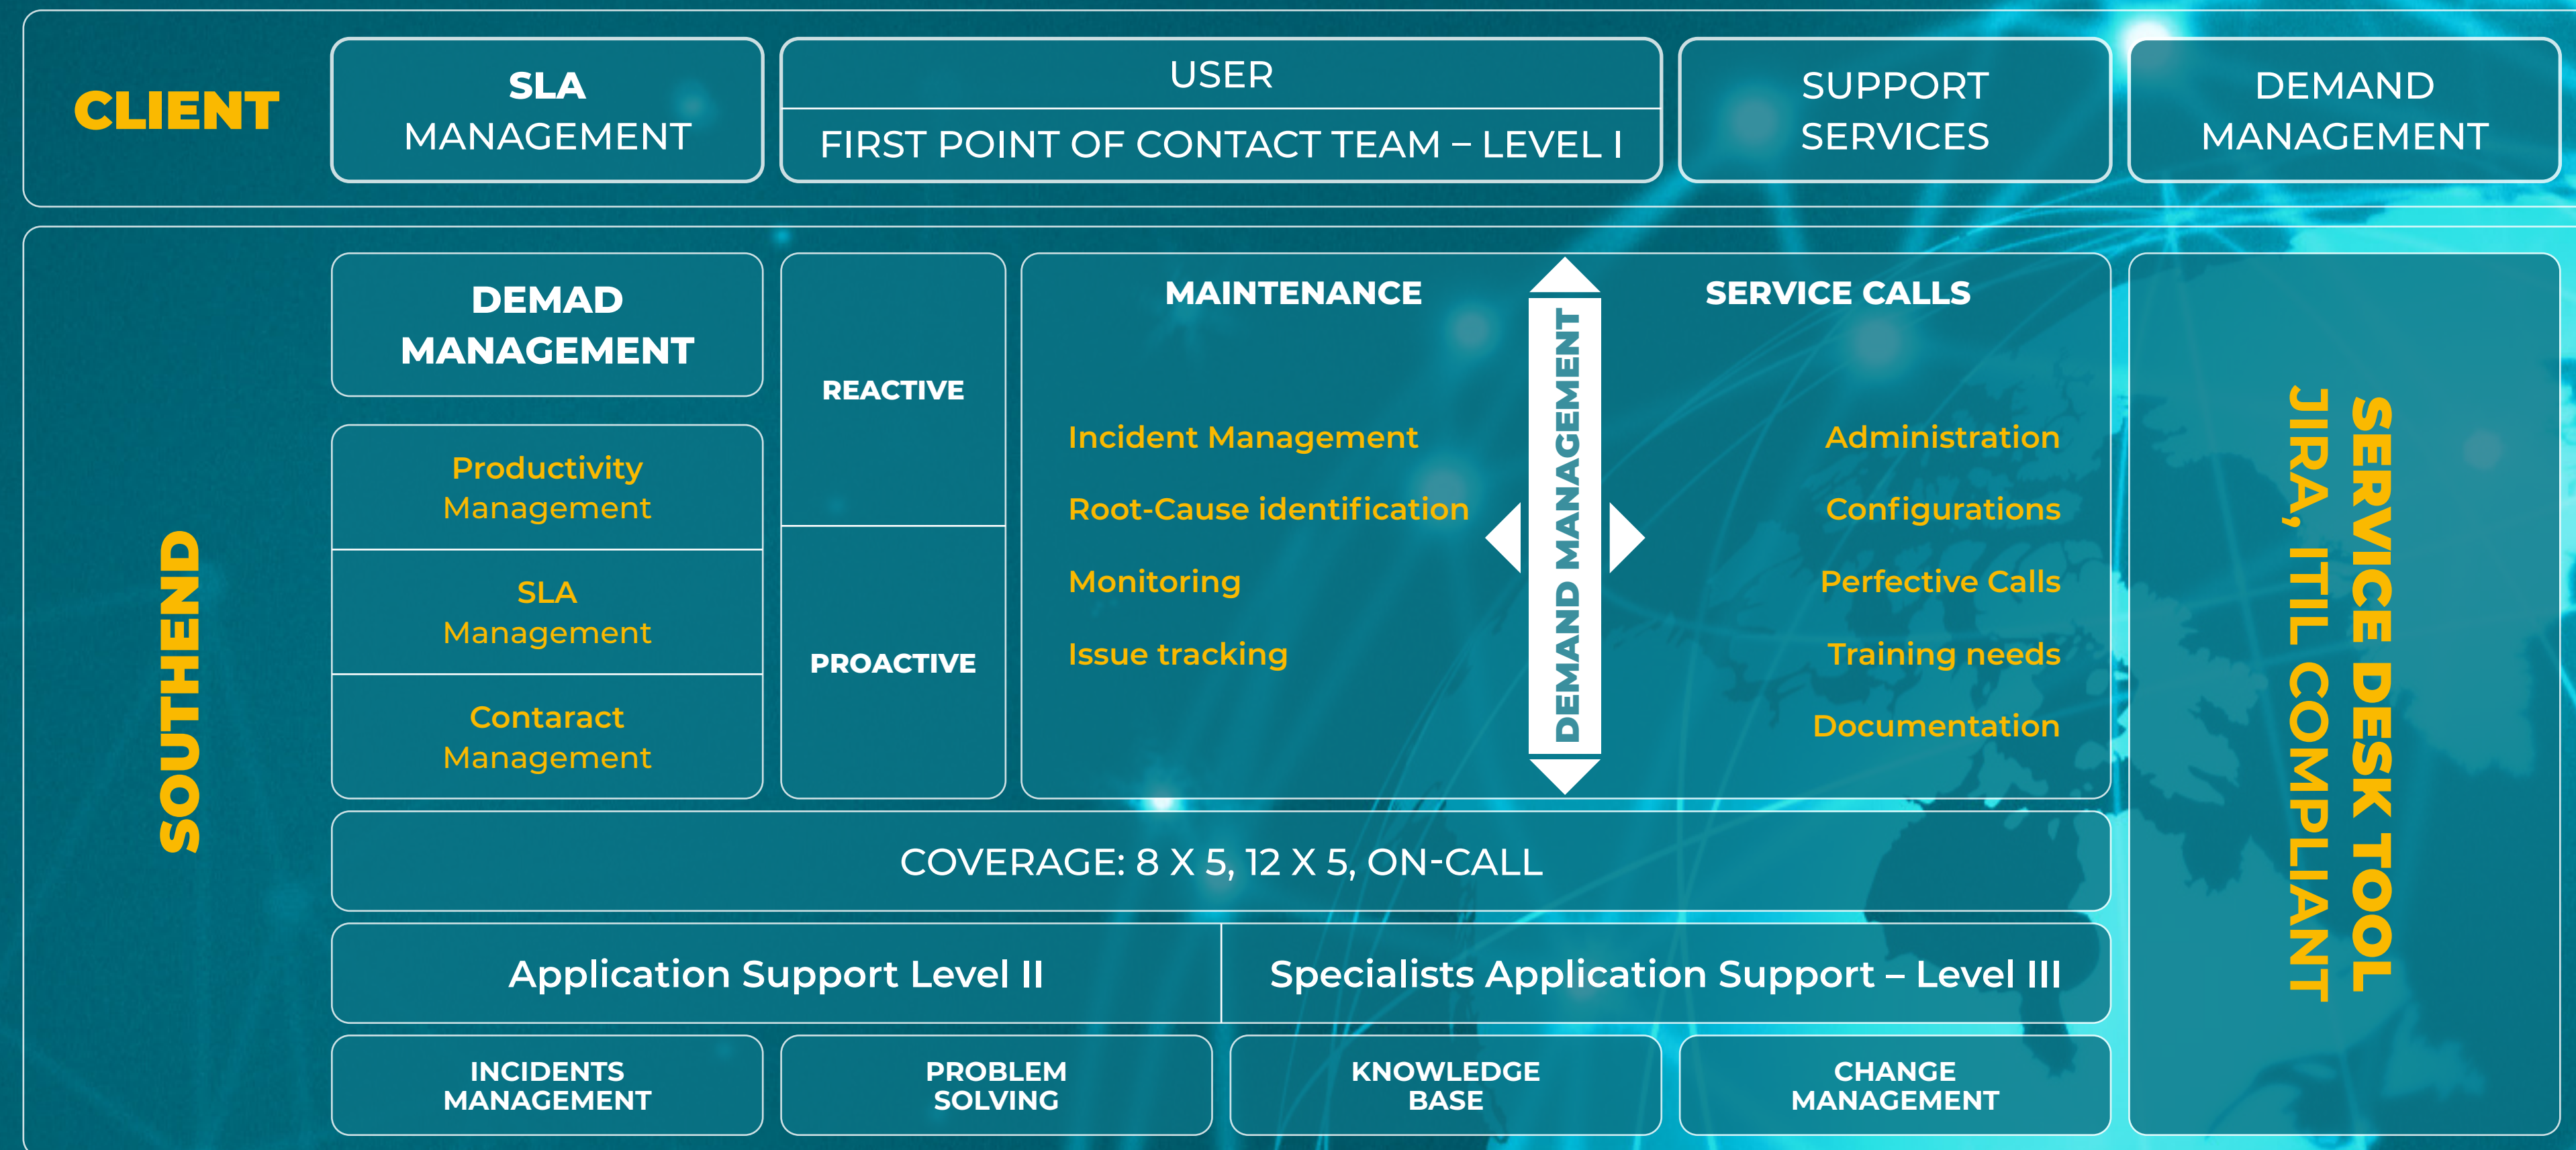 CLIENT
SLA
MANAGEMENT
USER
FIRST POINT OF CONTACT TEAM – LEVEL I
SUPPORT
SERVICES
DEMAND
MANAGEMENT
SOUTHEND
DEMAD
MANAGEMENT
Productivity
Management
SLA
Management
Contaract
Management
REACTIVE
PROACTIVE
MAINTENANCE
Incident Management
Root-Cause identification
Monitoring
Issue tracking
DEMAND MANAGEMENT
SERVICE CALLS
Administration
Configurations
Perfective Calls
Training needs
Documentation
COVERAGE: 8 X 5, 12 X 5, ON-CALL
Application Support Level II
Specialists Application Support – Level III
INCIDENTS
MANAGEMENT
PROBLEM
SOLVING
KNOWLEDGE
BASE
CHANGE
MANAGEMENT
SERVICE DESK TOOL
JIRA, ITIL COMPLIANT